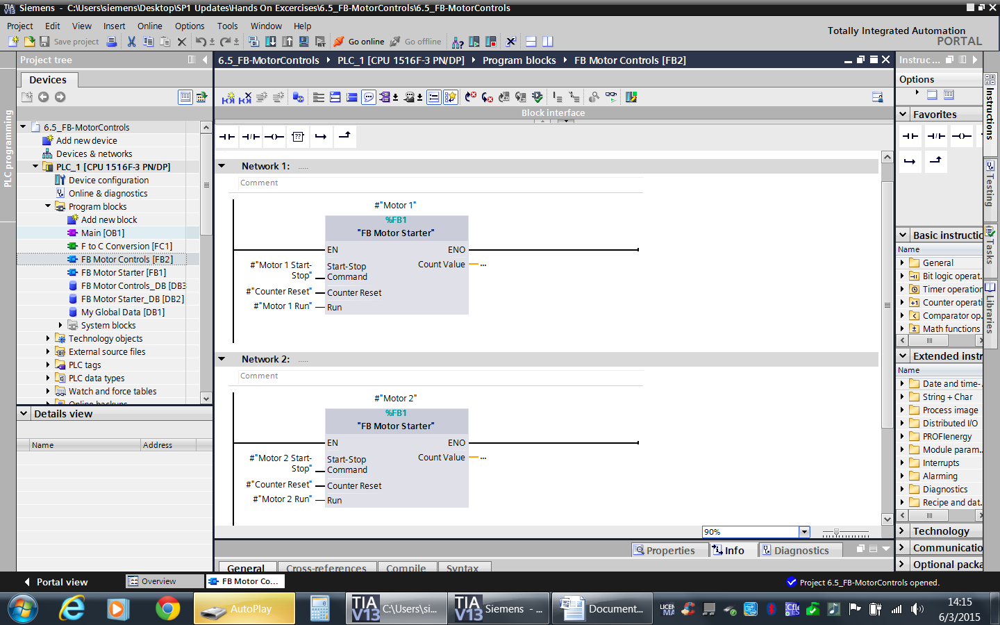 Siemens - C:\Users\siemens\Desktop\SP1 Updates\Hands On Excercises\6.5_FB-MotorControls\6.5_FB-MotorControls
Project Edit View Insert Online Options Tools Window Help
Totally Integrated Automation
PORTAL
Save project
Go online
Go offline
Project tree
6.5_FB-MotorControls PLC_1 [CPU 1516F-3 PN/DP] Program blocks FB Motor Controls [FB2]
Instruc...
Devices
Options
Block interface
Favorites
PLC programming
Instructions
Testing
Tasks
Libraries
6.5_FB-MotorControls
Add new device
Devices & networks
PLC_1 [CPU 1516F-3 PN/DP]
Device configuration
Online & diagnostics
Program blocks
Add new block
Main [OB1]
F to C Conversion [FC1]
FB Motor Controls [FB2]
FB Motor Starter [FB1]
FB Motor Controls_DB [DB3
FB Motor Starter_DB [DB2]
My Global Data [DB1]
System blocks
Technology objects
External source files
PLC tags
PLC data types
Watch and force tables
Online backups
Details view
Name Address
Network 1: .....
Comment
#"Motor 1"
%FB1
"FB Motor Starter"
EN ENO
#"Motor 1 Start-
Stop"
Start-Stop
Command
Count Value ...
#"Counter Reset" Counter Reset
#"Motor 1 Run" Run
Network 2: .....
Comment
#"Motor 2"
%FB1
"FB Motor Starter"
EN ENO
#"Motor 2 Start-
Stop"
Start-Stop
Command
Count Value ...
#"Counter Reset" Counter Reset
#"Motor 2 Run" Run
90%
Basic instructio
Name
General
Bit logic operat..
Timer operation
Counter operati
Comparator op..
Math functions
Extended instr
Name
Date and time-.
String + Char
Process image
Distributed I/O
PROFIenergy
Module param..
Interrupts
Alarming
Diagnostics
Recipe and dat.
Technology
Communicatio
Optional packa
Properties Info Diagnostics
General Cross-references Compile Syntax
Portal view Overview FB Motor Co...
Project 6.5_FB-MotorControls opened.
AutoPlay
TIA
V13
C:\Users\si...
TIA
V13
Siemens - ...
Document...
14:15
6/3/2015